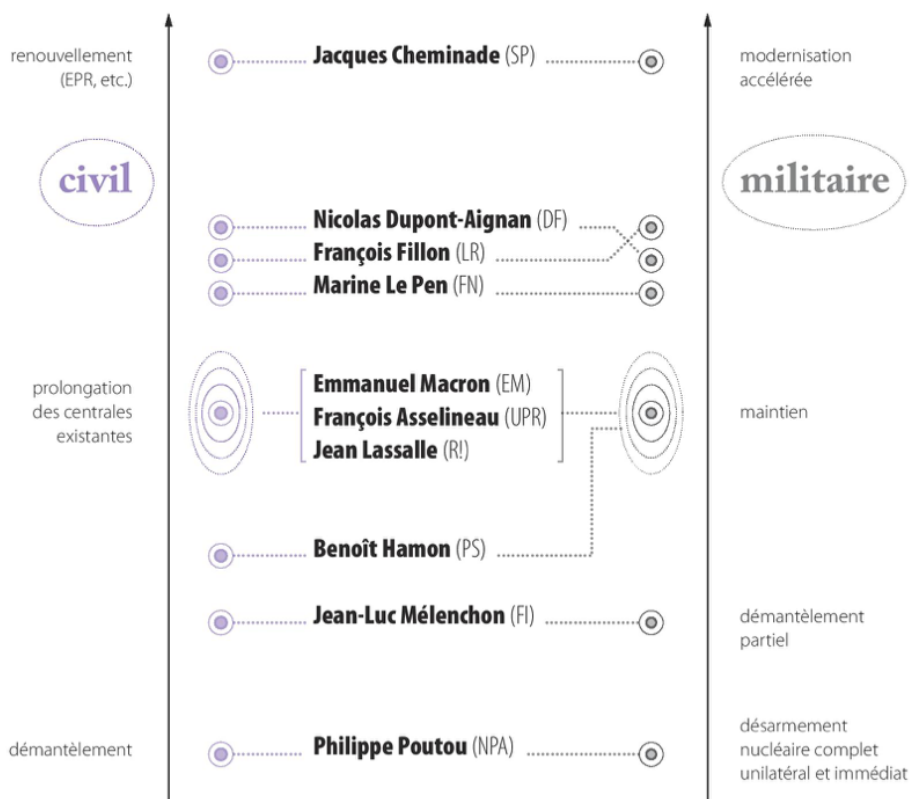 renouvellement
(EPR, etc.)
Jacques Cheminade (SP)
modernisation
accélérée
civil
militaire
Nicolas Dupont-Aignan (DF)
François Fillon (LR)
Marine Le Pen (FN)
prolongation
des centrales
existantes
Emmanuel Macron (EM)
François Asselineau (UPR)
Jean Lassalle (R!)
maintien
Benoît Hamon (PS)
Jean-Luc Mélenchon (FI)
démantèlement
partiel
démantèlement
Philippe Poutou (NPA)
désarmement
nucléaire complet
unilatéral et immédiat